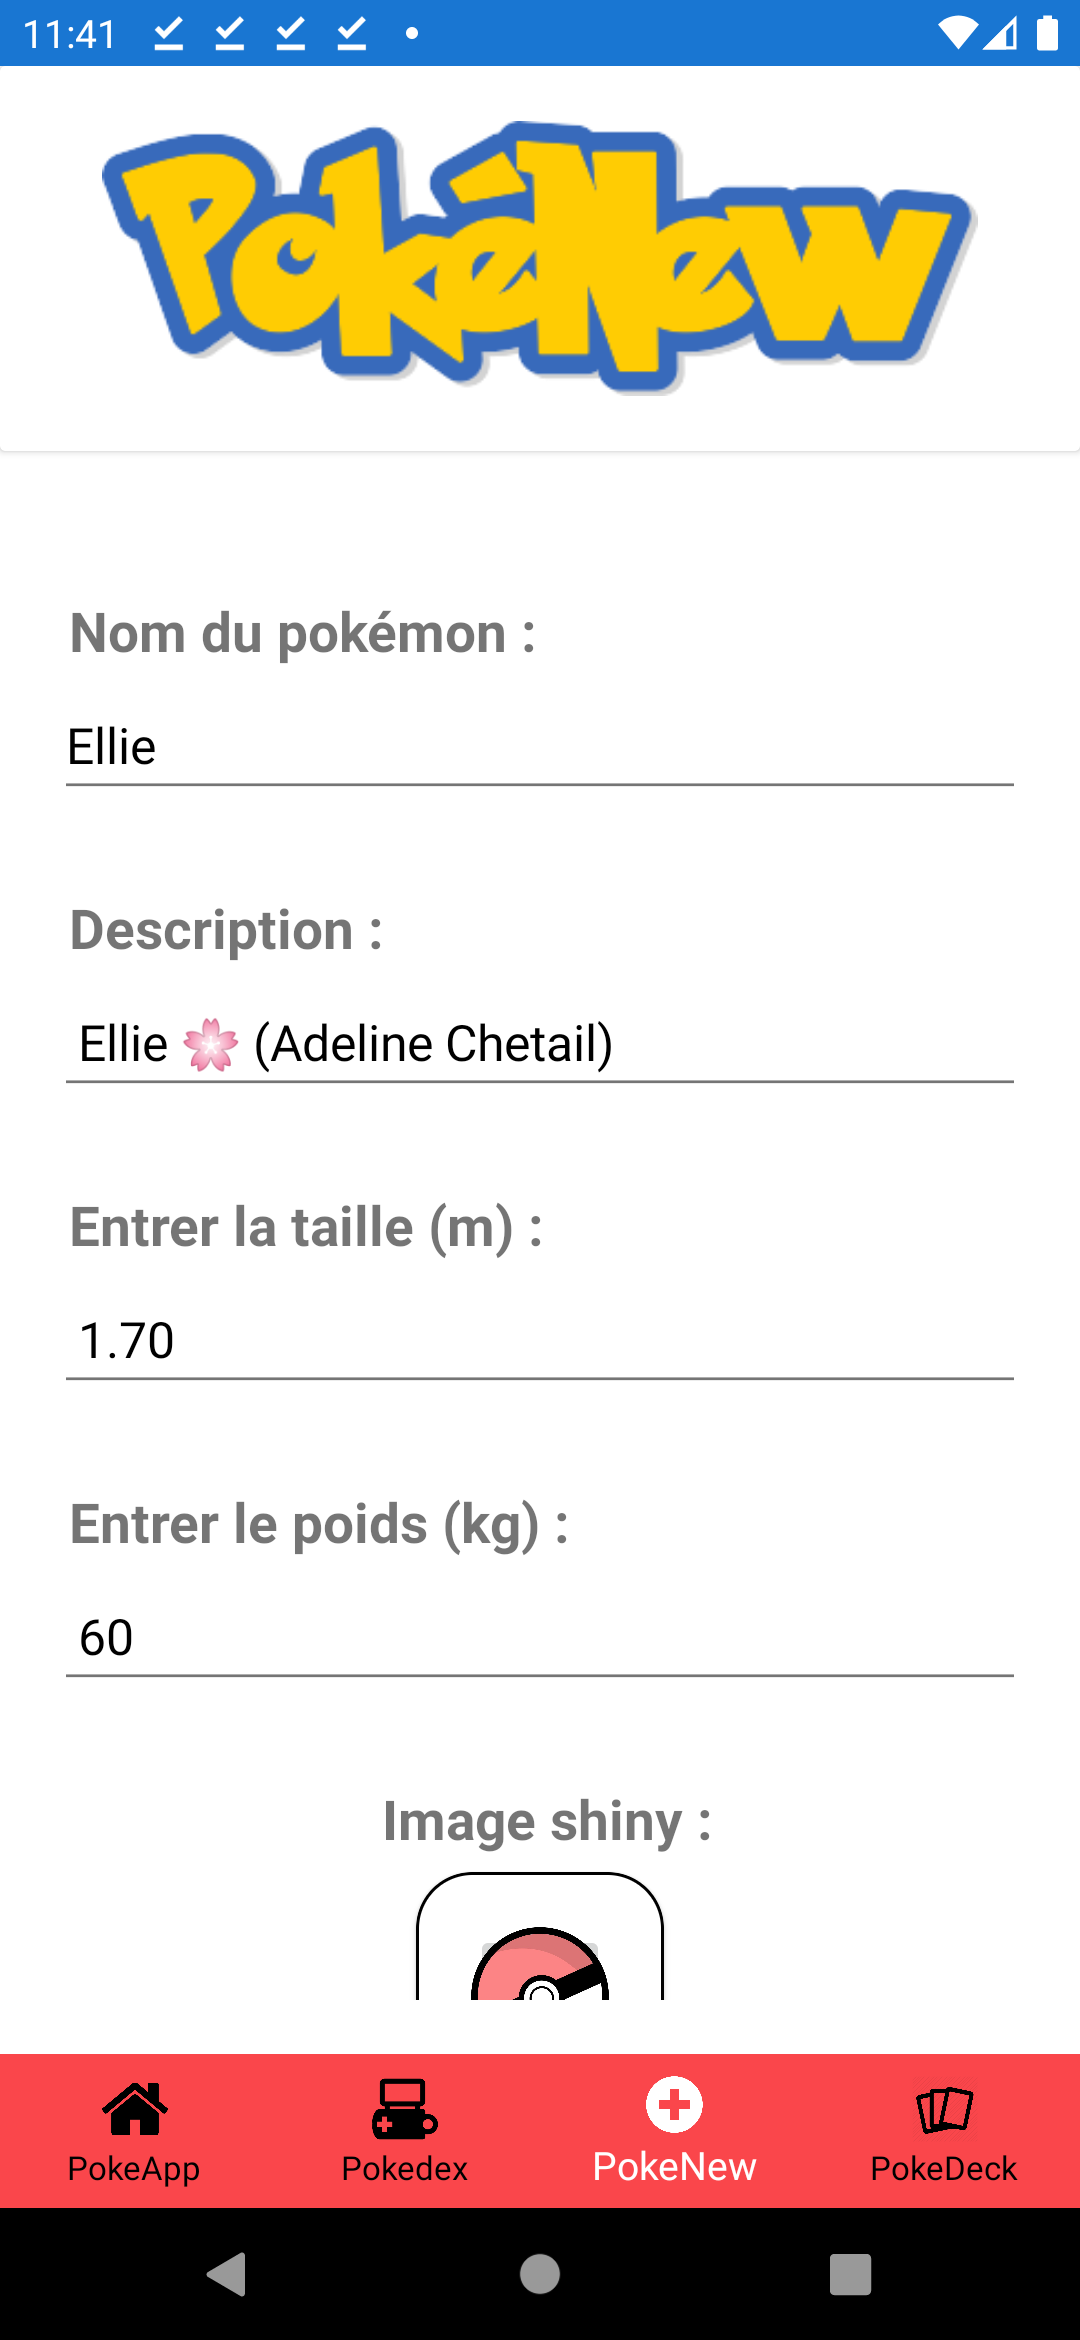 11:41
PokéNew
Nom du pokémon :
Ellie
Description :
Ellie 🌸 (Adeline Chetail)
Entrer la taille (m) :
1.70
Entrer le poids (kg) :
60
Image shiny :
PokeApp Pokedex PokeNew PokeDeck